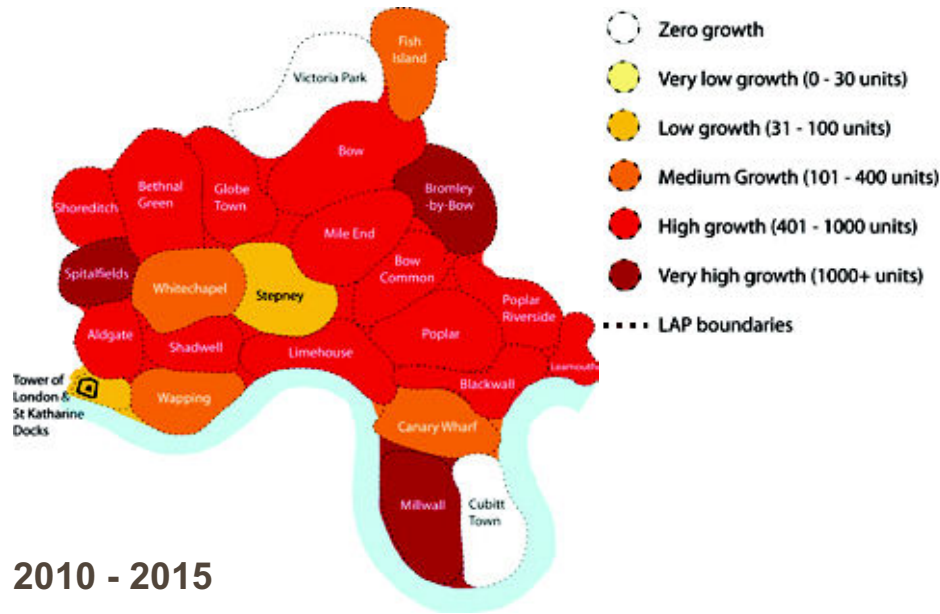 Fish
Island
Victoria Park
Bow
Bethnal
Green
Globe
Town
Shoreditch
Bromley
-by-Bow
Mile End
Spitalfields
Whitechapel
Stepney
Bow
Common
Poplar
Riverside
Aldgate
Shadwell
Limehouse
Poplar
Leamouth
Blackwall
Tower of
London &
St Katharine
Docks
Wapping
Canary Wharf
Millwall
Cubitt
Town
2010 - 2015
Zero growth
Very low growth (0 - 30 units)
Low growth (31 - 100 units)
Medium Growth (101 - 400 units)
High growth (401 - 1000 units)
Very high growth (1000+ units)
LAP boundaries